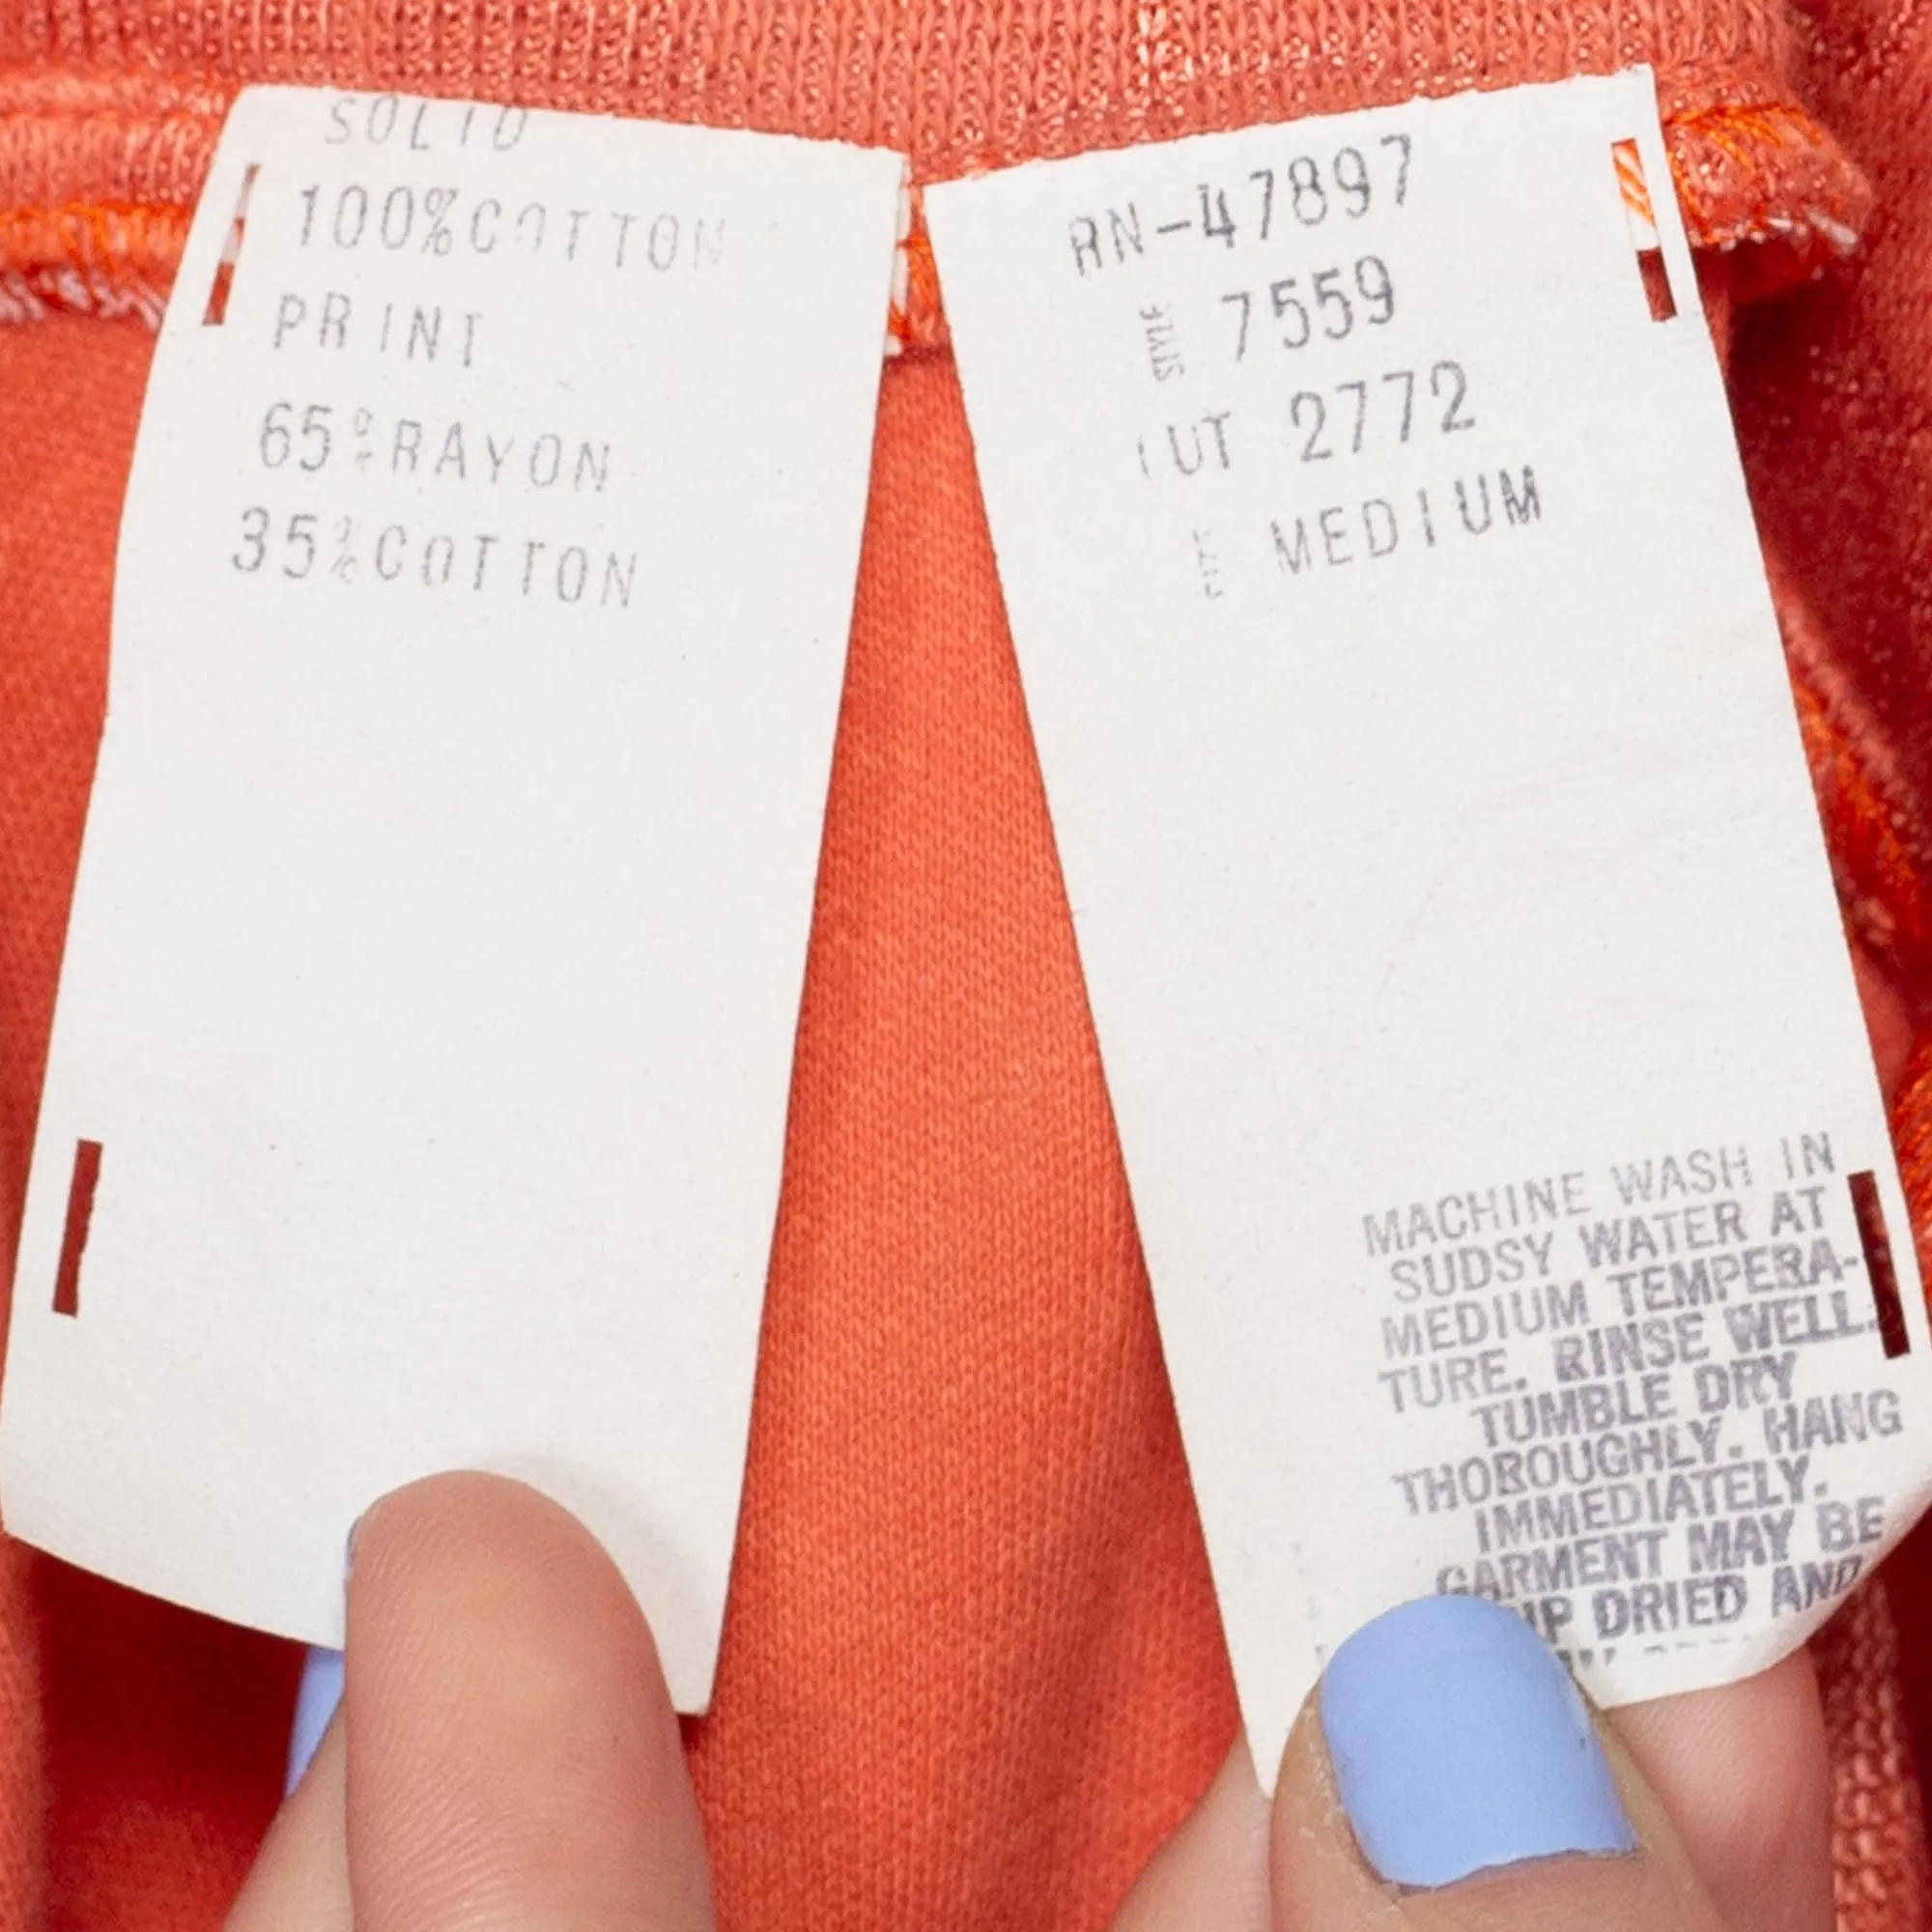 SOLID
100%COTTON
PRINT
65%RAYON
35%COTTON
RN-47897
STYLE 7559
CUT 2772
SIZE MEDIUM
MACHINE WASH IN
SUDSY WATER AT
MEDIUM TEMPERA-
TURE. RINSE WELL.
TUMBLE DRY
THOROUGHLY. HANG
IMMEDIATELY.
GARMENT MAY BE
DRIED AND